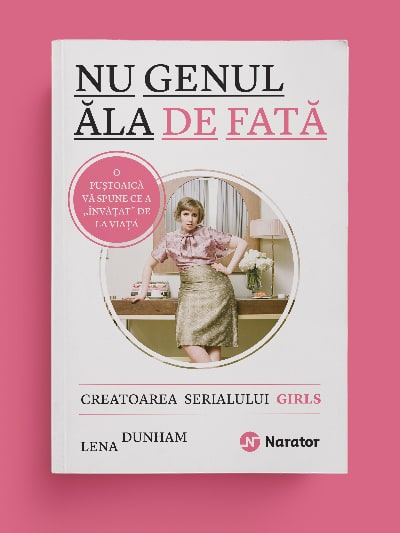 NU GENUL
ĂLA DE FATĂ
O
PUȘTOAICĂ
VĂ SPUNE CE A
„ÎNVĂȚAT” DE
LA VIAȚĂ
CREATOAREA SERIALULUI GIRLS
LENA DUNHAM
N Narator